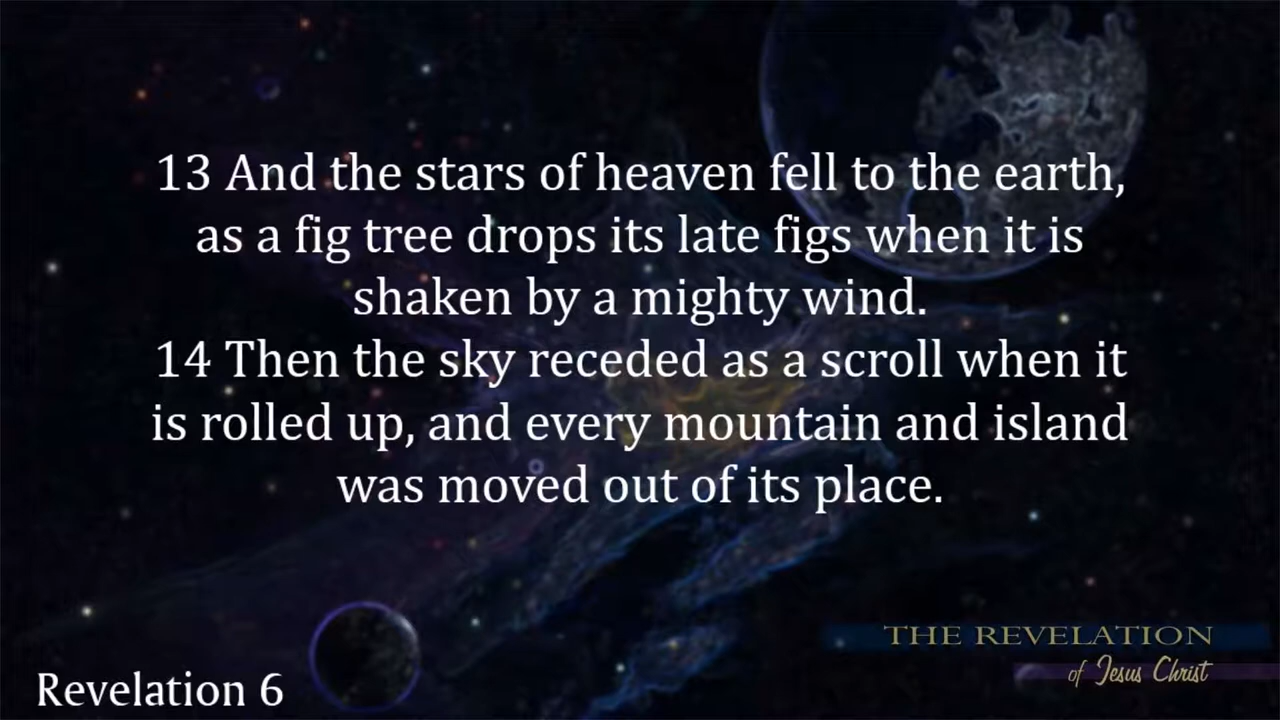 13 And the stars of heaven fell to the earth,
as a fig tree drops its late figs when it is
shaken by a mighty wind.
14 Then the sky receded as a scroll when it
is rolled up, and every mountain and island
was moved out of its place.
THE REVELATION
of Jesus Christ
Revelation 6